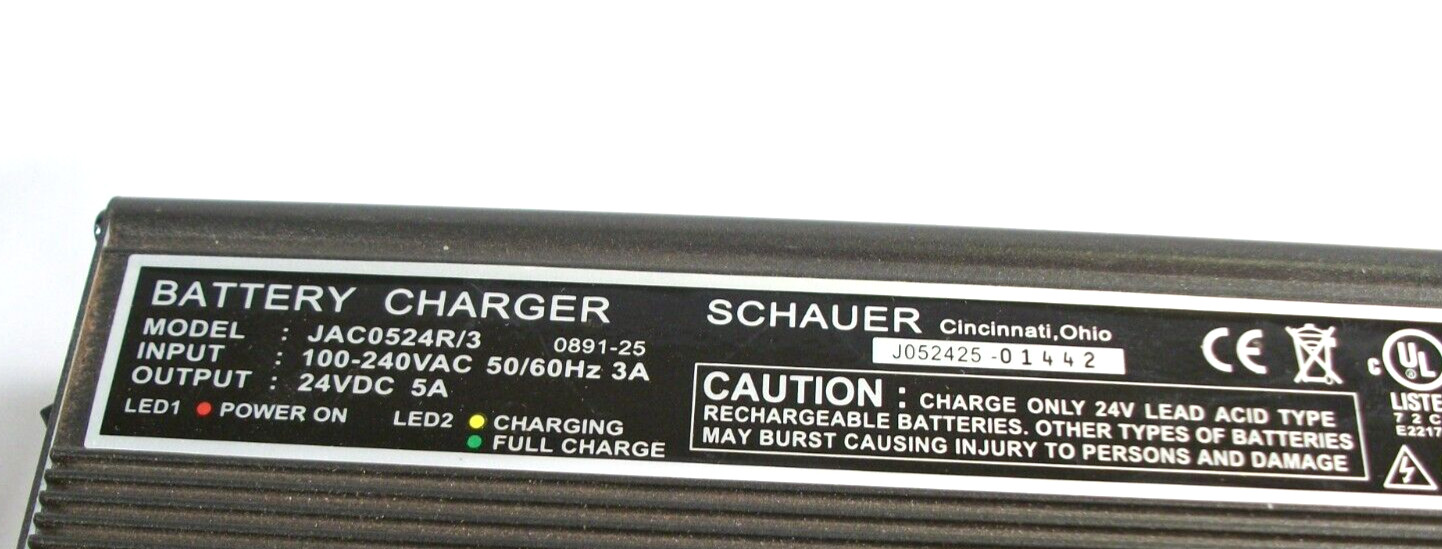 BATTERY CHARGER
MODEL : JAC0524R/3 0891-25
INPUT : 100-240VAC 50/60Hz 3A
OUTPUT : 24VDC 5A
LED1 POWER ON LED2 CHARGING
FULL CHARGE
SCHAUER Cincinnati,Ohio
J052425 -01442
CAUTION : CHARGE ONLY 24V LEAD ACID TYPE
RECHARGEABLE BATTERIES. OTHER TYPES OF BATTERIES
MAY BURST CAUSING INJURY TO PERSONS AND DAMAGE
CE
c UL